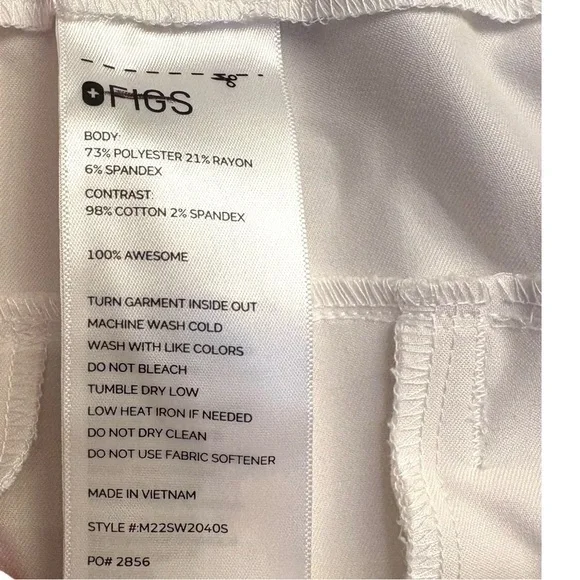 FIGS
BODY:
73% POLYESTER 21% RAYON
6% SPANDEX
CONTRAST:
98% COTTON 2% SPANDEX
100% AWESOME
TURN GARMENT INSIDE OUT
MACHINE WASH COLD
WASH WITH LIKE COLORS
DO NOT BLEACH
TUMBLE DRY LOW
LOW HEAT IRON IF NEEDED
DO NOT DRY CLEAN
DO NOT USE FABRIC SOFTENER
MADE IN VIETNAM
STYLE #:M22SW2040S
PO# 2856